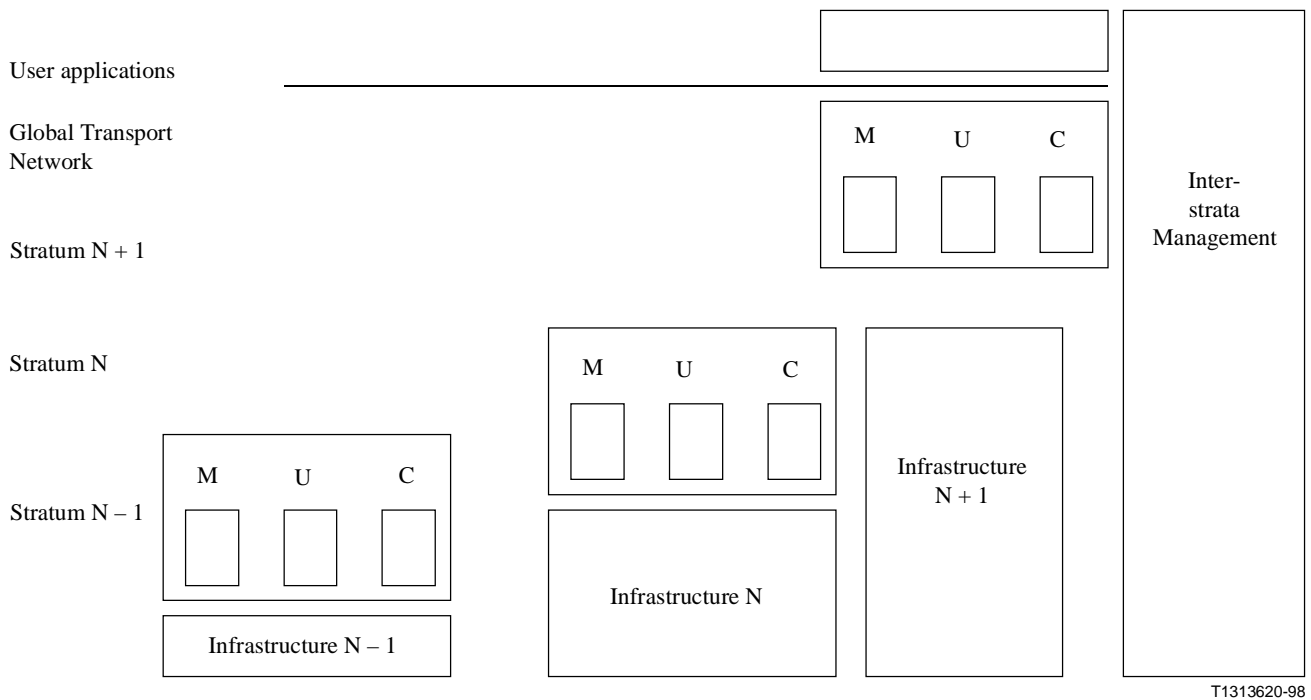 User applications
Global Transport
Network
M U C
Inter-
strata
Management
Stratum N + 1
Stratum N
M U C
Infrastructure
N + 1
M U C
Stratum N – 1
Infrastructure N
Infrastructure N – 1
T1313620-98